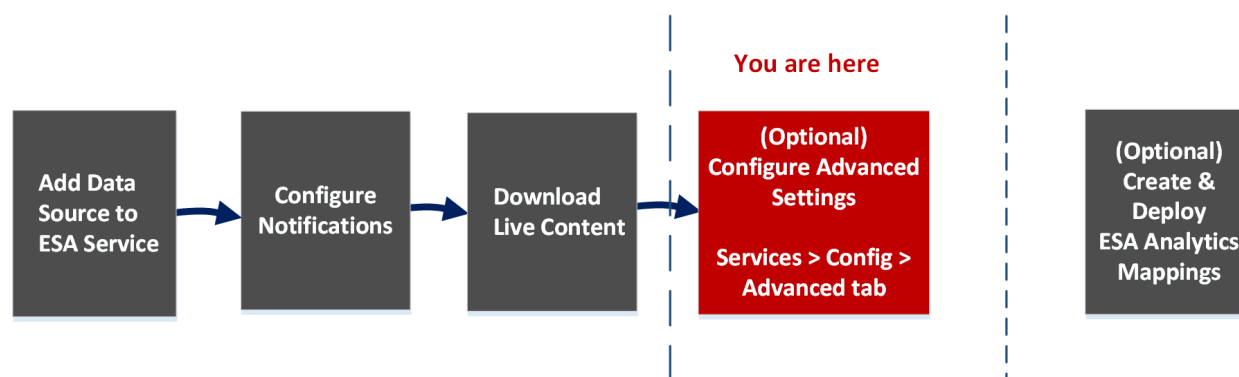 You are here
Add Data
Source to
ESA Service
Configure
Notifications
Download
Live Content
(Optional)
Configure Advanced
Settings
Services > Config >
Advanced tab
(Optional)
Create &
Deploy
ESA Analytics
Mappings